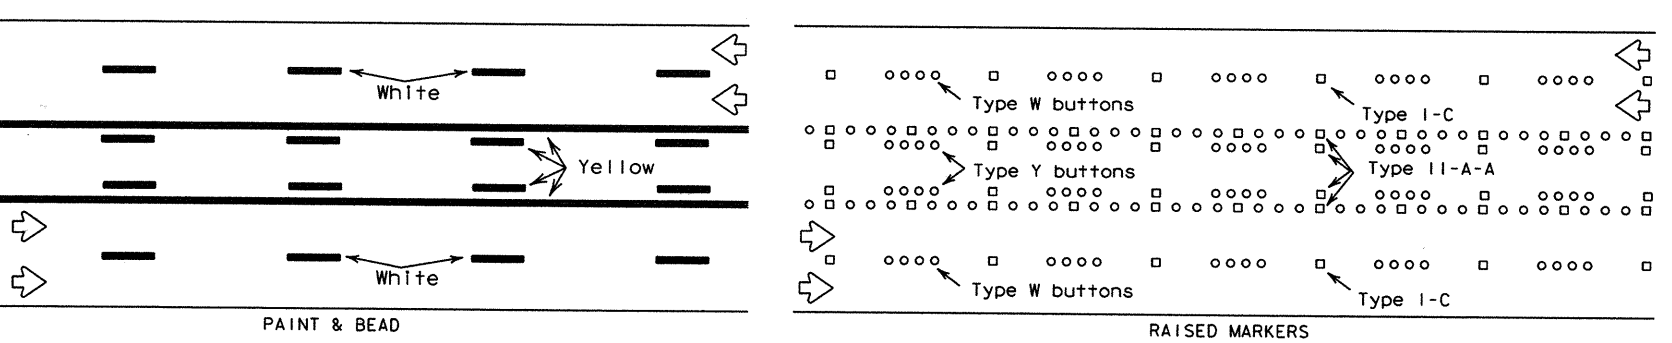 White
Yellow
White
PAINT & BEAD
Type W buttons
Type I-C
Type Y buttons
Type II-A-A
Type W buttons
Type I-C
RAISED MARKERS